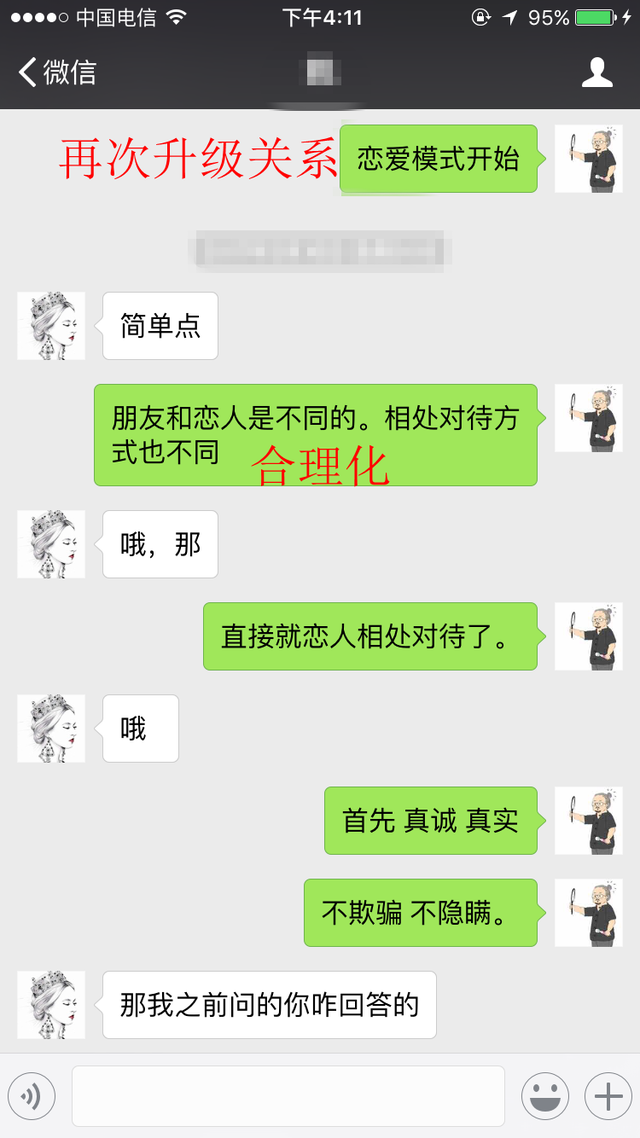 中国电信 下午4:11 95%
微信
再次升级关系 恋爱模式开始
简单点
朋友和恋人是不同的。相处对待方
式也不同
合理化
哦，那
直接就恋人相处对待了。
哦
首先 真诚 真实
不欺骗 不隐瞒。
那我之前问的你咋回答的